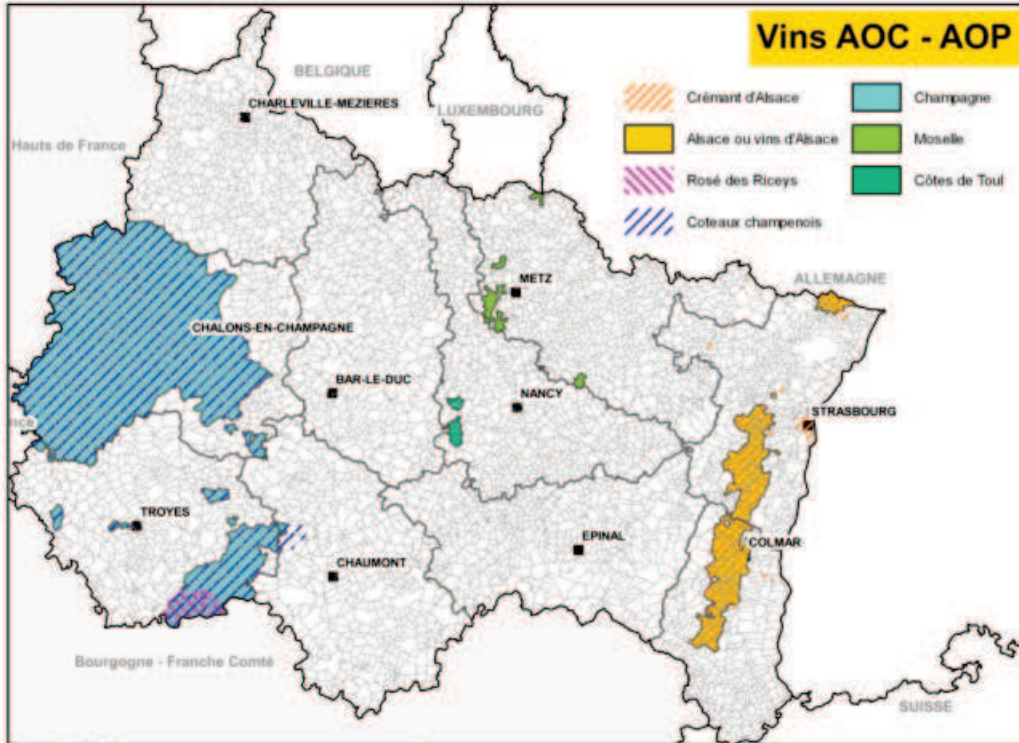 Vins AOC - AOP
BELGIQUE
CHARLEVILLE-MEZIERES
LUXEMBOURG
Hauts de France
Crémant d'Alsace
Champagne
Alsace ou vins d'Alsace
Moselle
Rosé des Riceys
Côtes de Toul
Coteaux champenois
ALLEMAGNE
METZ
CHALONS-EN-CHAMPAGNE
BAR-LE-DUC
NANCY
STRASBOURG
nce
TROYES
EPINAL
COLMAR
CHAUMONT
Bourgogne - Franche Comté
SUISSE